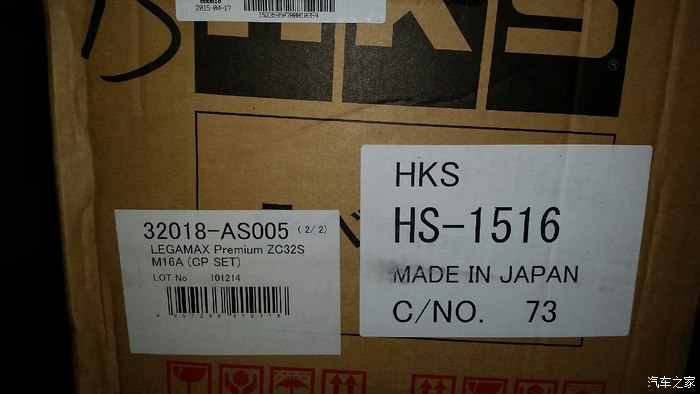 2015-04-17
HKS®
32018-AS005 (2/2)
LEGAMAX Premium ZC32S
M16A (CP SET)
LOT No 101214
HKS
HS-1516
MADE IN JAPAN
C/NO. 73
汽车之家